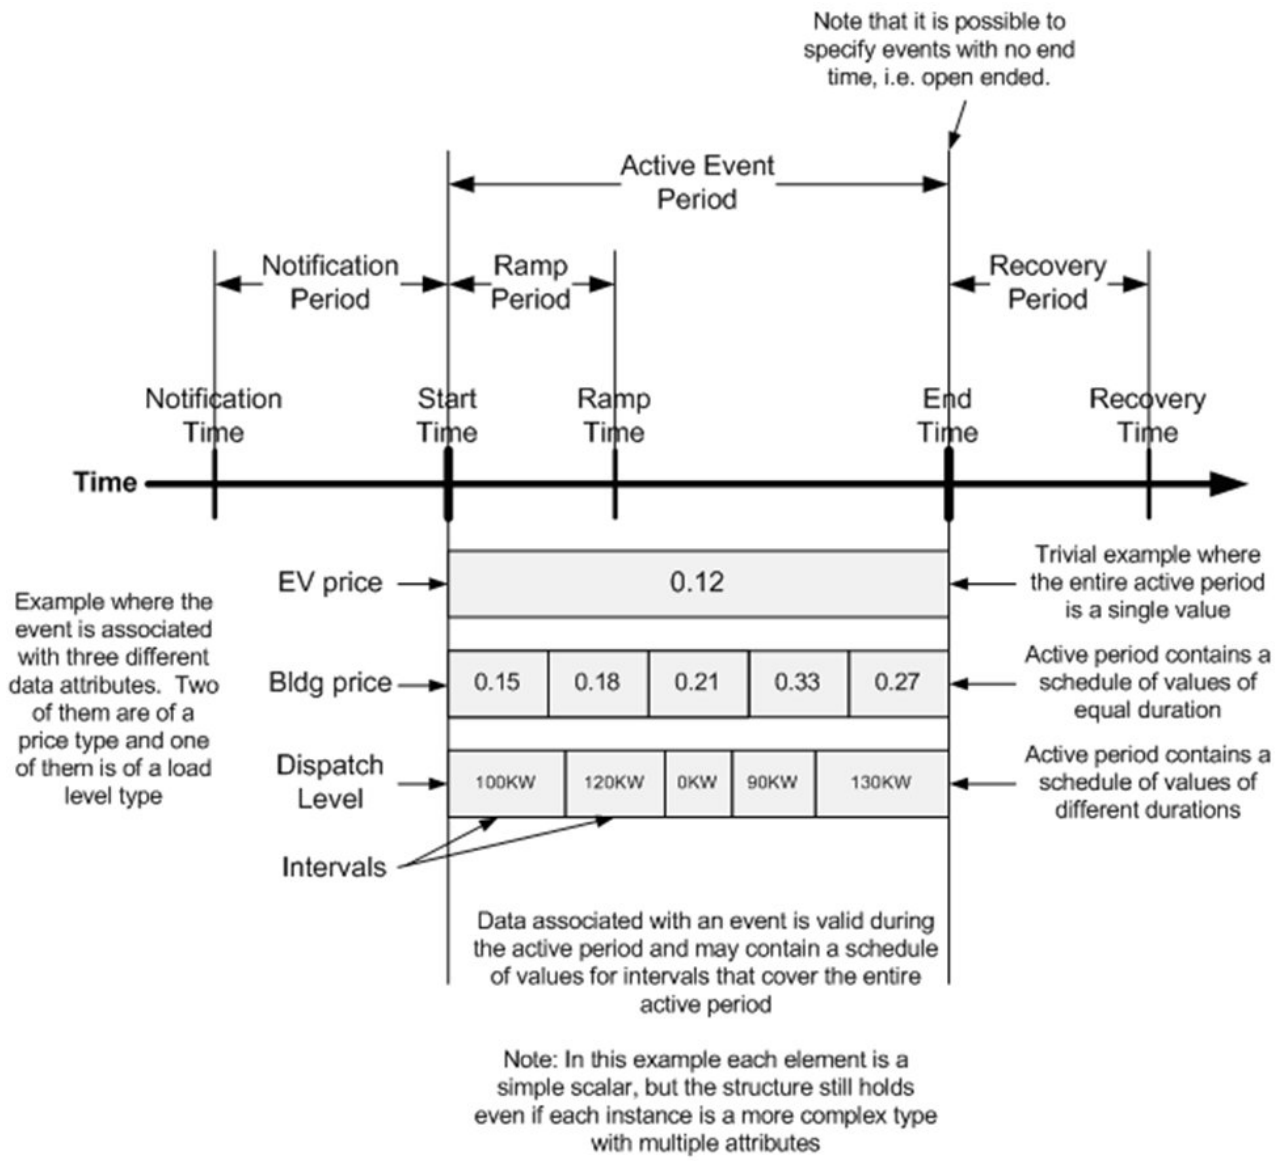 Note that it is possible to
specify events with no end
time, i.e. open ended.
Active Event
Period
Notification
Period
Ramp
Period
Recovery
Period
Notification
Time
Start
Time
Ramp
Time
End
Time
Recovery
Time
Time
Example where the
event is associated
with three different
data attributes. Two
of them are of a
price type and one
of them is of a load
level type
EV price
0.12
Trivial example where
the entire active period
is a single value
Bldg price
0.15 0.18 0.21 0.33 0.27
Active period contains a
schedule of values of
equal duration
Dispatch
Level
100KW 120KW 0KW 90KW 130KW
Active period contains a
schedule of values of
different durations
Intervals
Data associated with an event is valid during
the active period and may contain a schedule
of values for intervals that cover the entire
active period
Note: In this example each element is a
simple scalar, but the structure still holds
even if each instance is a more complex type
with multiple attributes